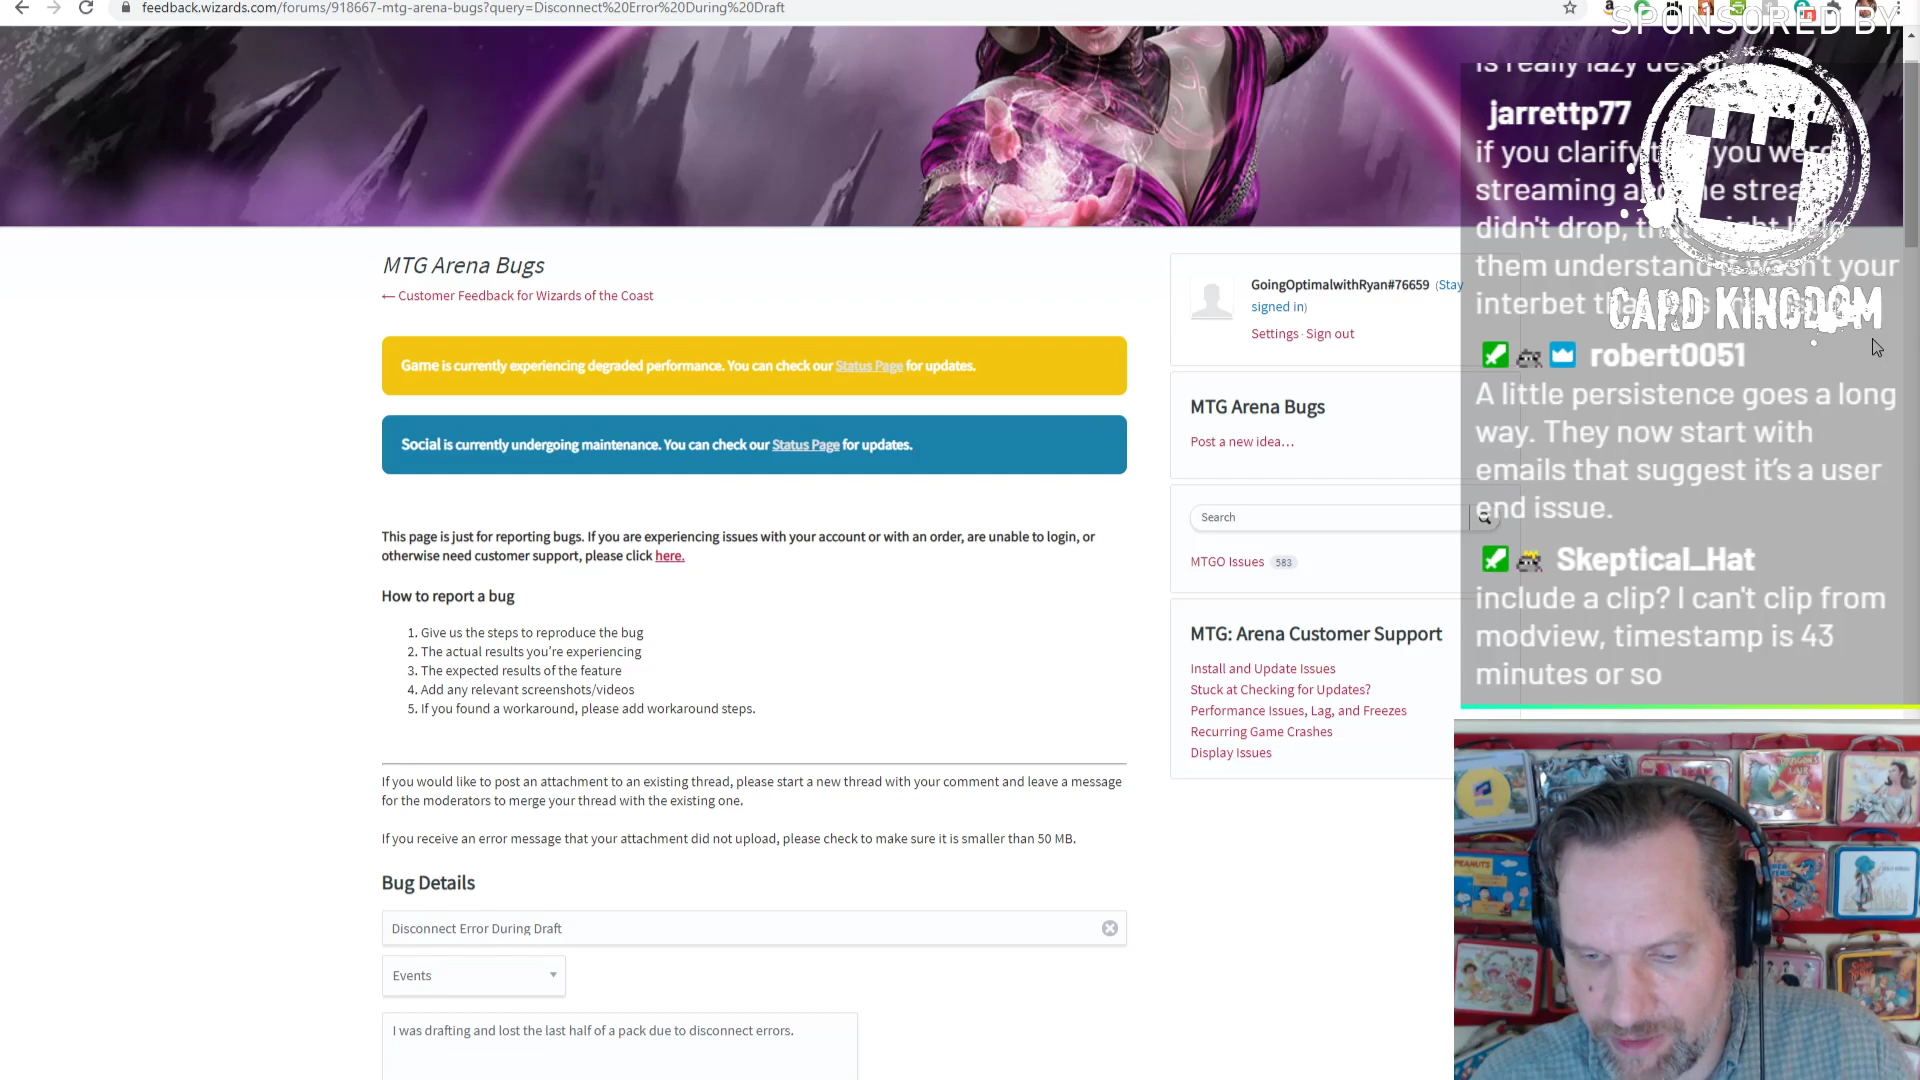 feedback.wizards.com/forums/918667-mtg-arena-bugs?query=Disconnect%20Error%20During%20Draft
MTG Arena Bugs
← Customer Feedback for Wizards of the Coast
Game is currently experiencing degraded performance. You can check our Status Page for updates.
Social is currently undergoing maintenance. You can check our Status Page for updates.
This page is just for reporting bugs. If you are experiencing issues with your account or with an order, are unable to login, or
otherwise need customer support, please click here.
How to report a bug
1. Give us the steps to reproduce the bug
2. The actual results you're experiencing
3. The expected results of the feature
4. Add any relevant screenshots/videos
5. If you found a workaround, please add workaround steps.
If you would like to post an attachment to an existing thread, please start a new thread with your comment and leave a message
for the moderators to merge your thread with the existing one.
If you receive an error message that your attachment did not upload, please check to make sure it is smaller than 50 MB.
Bug Details
Disconnect Error During Draft
Events
I was drafting and lost the last half of a pack due to disconnect errors.
GoingOptimalwithRyan#76659 (Stay
signed in)
Settings · Sign out
MTG Arena Bugs
Post a new idea…
Search
MTGO Issues 583
MTG: Arena Customer Support
Install and Update Issues
Stuck at Checking for Updates?
Performance Issues, Lag, and Freezes
Recurring Game Crashes
Display Issues
SPONSORED BY
CARD KINGDOM
is really lazy
jarrettp77
if you clarify you were
streaming
didn't drop,
them understand wasn't your
interbet
robert0051
A little persistence goes a long
way. They now start with
emails that suggest it's a user
end issue.
Skeptical_Hat
include a clip? I can't clip from
modview, timestamp is 43
minutes or so
PEANUTS